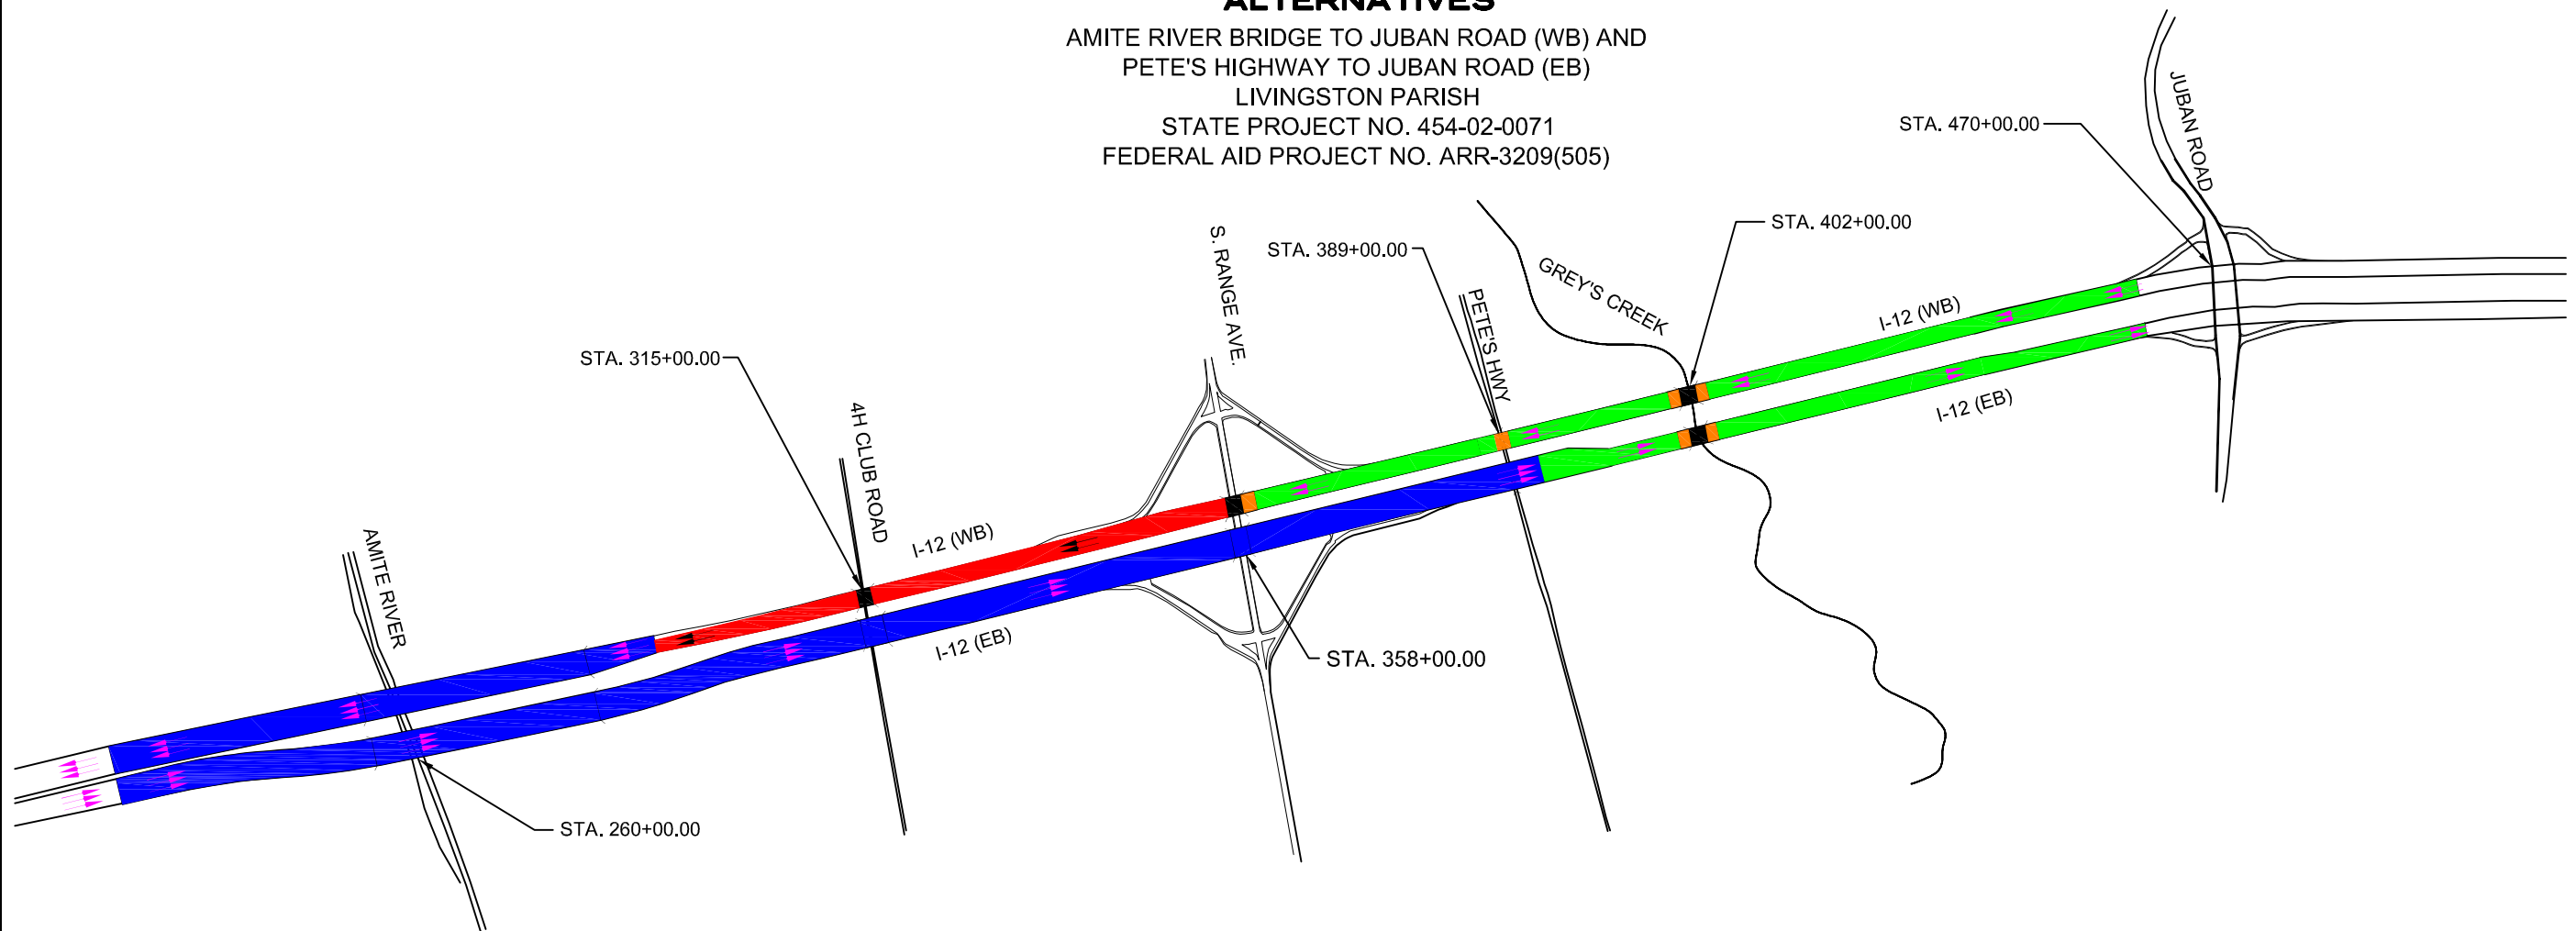 ALTERNATIVES
AMITE RIVER BRIDGE TO JUBAN ROAD (WB) AND
PETE'S HIGHWAY TO JUBAN ROAD (EB)
LIVINGSTON PARISH
STATE PROJECT NO. 454-02-0071
FEDERAL AID PROJECT NO. ARR-3209(505)
JUBAN ROAD
STA. 470+00.00
STA. 402+00.00
S. RANGE AVE.
STA. 389+00.00
GREY'S CREEK
PETE'S HWY
I-12 (WB)
I-12 (EB)
STA. 315+00.00
4H CLUB ROAD
I-12 (WB)
I-12 (EB)
AMITE RIVER
STA. 358+00.00
STA. 260+00.00